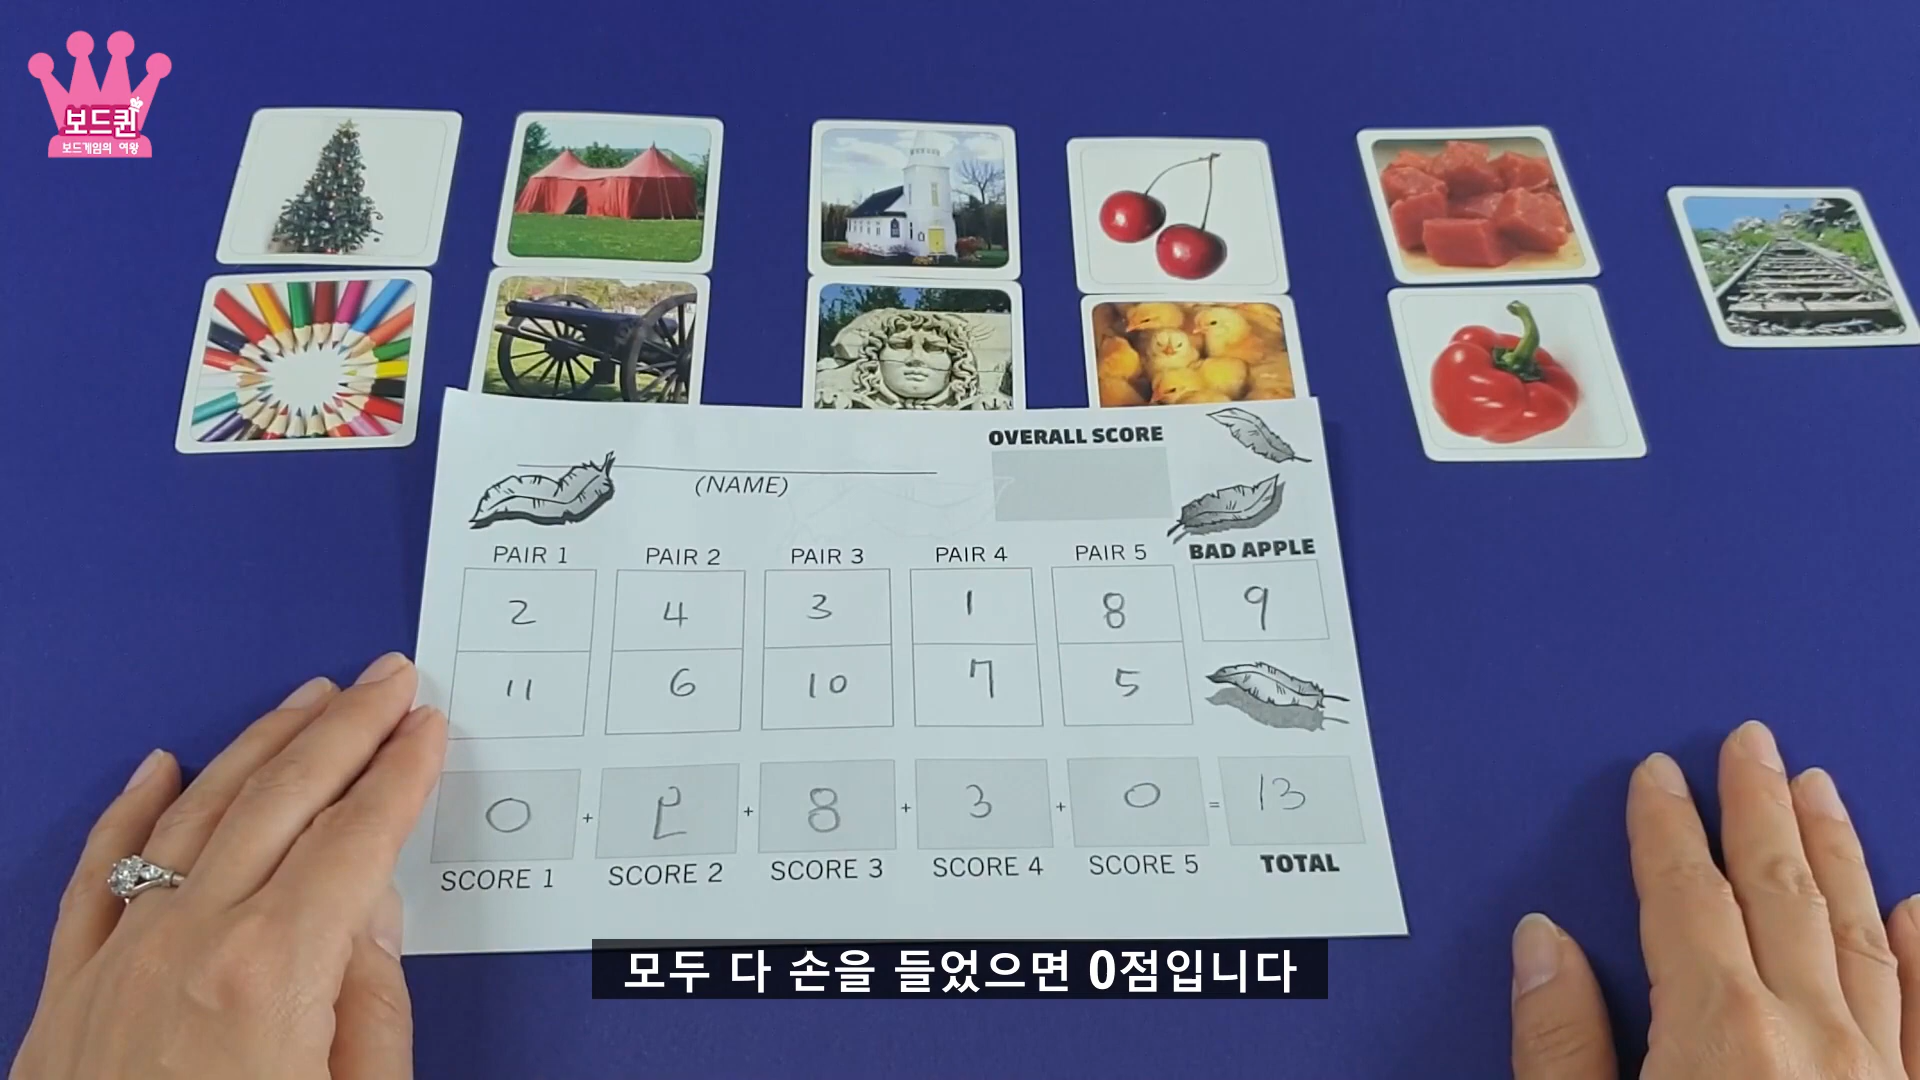 보드퀸
보드게임의 여왕
OVERALL SCORE
(NAME)
PAIR 1 PAIR 2 PAIR 3 PAIR 4 PAIR 5 BAD APPLE
2 4 3 1 8 9
11 6 10 7 5
0 + 2 + 8 + 3 + 0 = 13
SCORE 1 SCORE 2 SCORE 3 SCORE 4 SCORE 5 TOTAL
모두 다 손을 들었으면 0점입니다